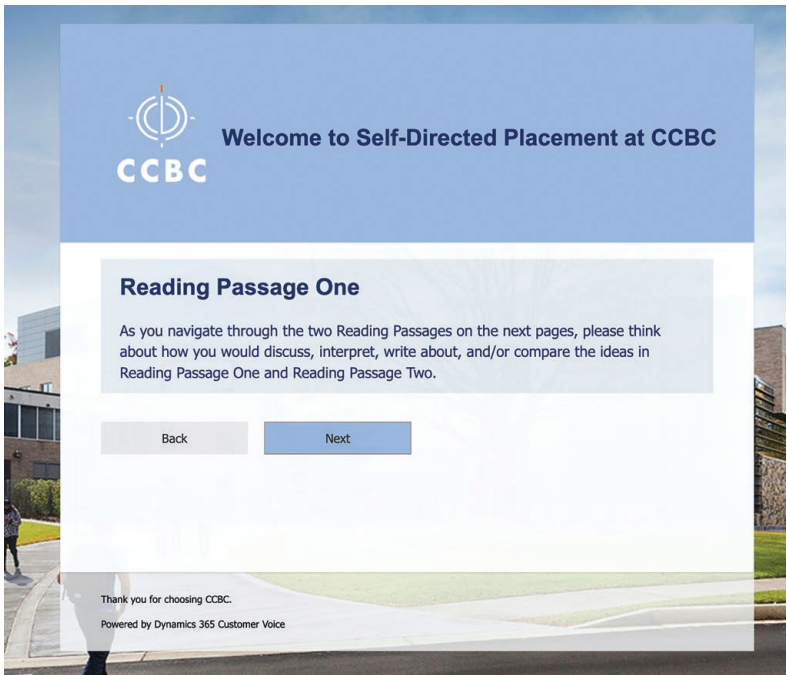 CCBC
Welcome to Self-Directed Placement at CCBC
Reading Passage One
As you navigate through the two Reading Passages on the next pages, please think
about how you would discuss, interpret, write about, and/or compare the ideas in
Reading Passage One and Reading Passage Two.
Back
Next
Thank you for choosing CCBC.
Powered by Dynamics 365 Customer Voice